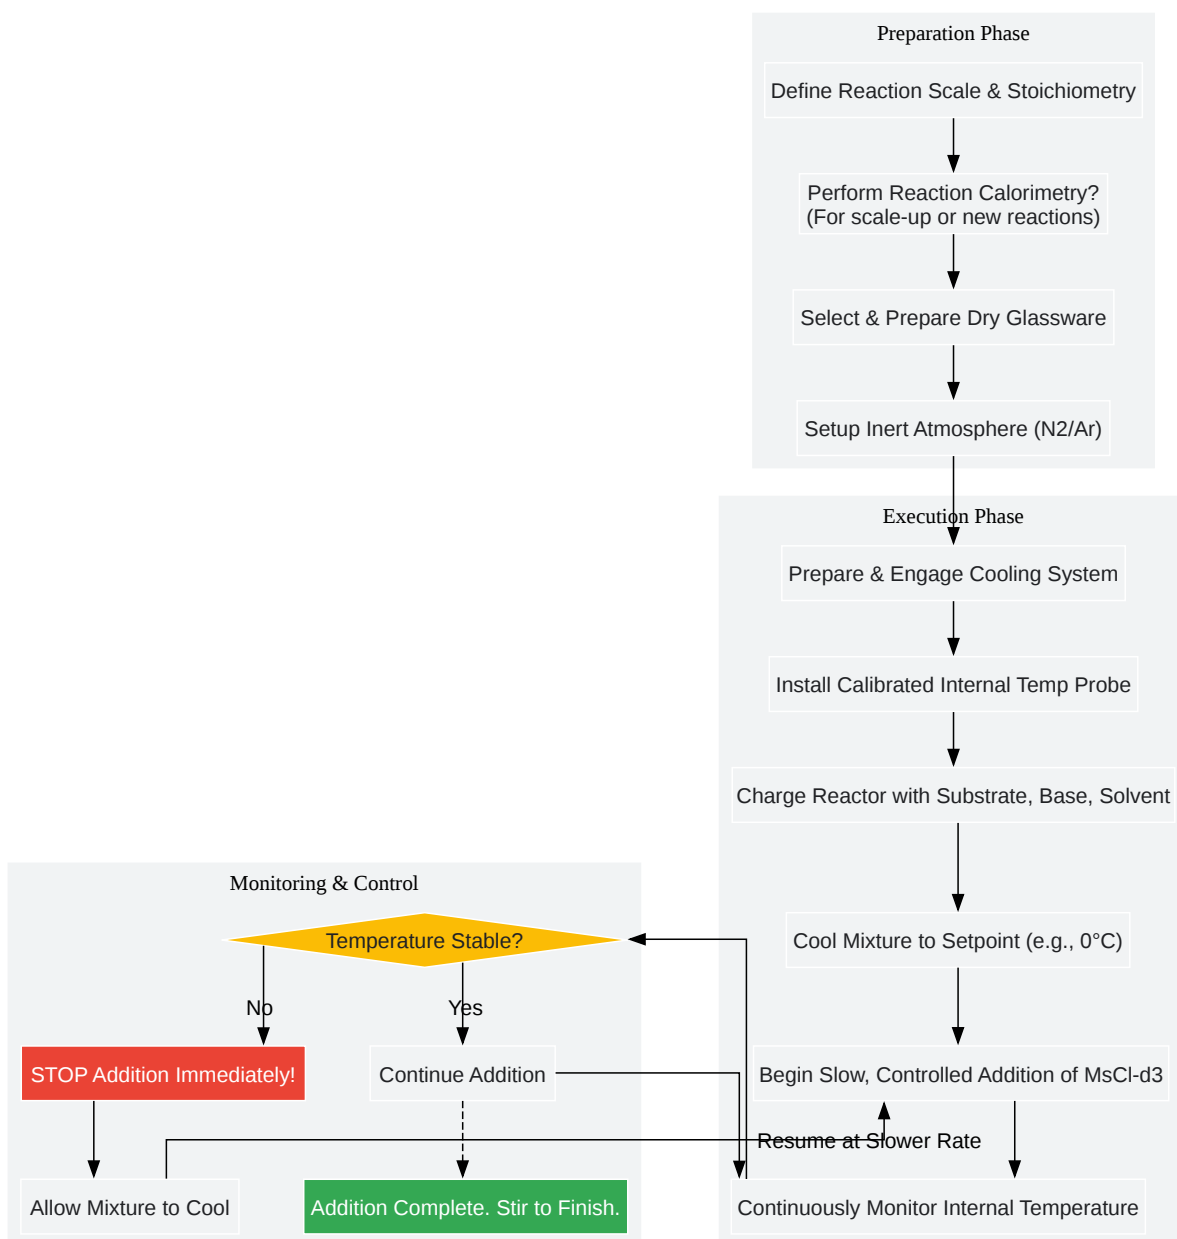 Preparation Phase
Define Reaction Scale & Stoichiometry
Perform Reaction Calorimetry?
(For scale-up or new reactions)
Select & Prepare Dry Glassware
Setup Inert Atmosphere (N2/Ar)
Execution Phase
Prepare & Engage Cooling System
Install Calibrated Internal Temp Probe
Charge Reactor with Substrate, Base, Solvent
Cool Mixture to Setpoint (e.g., 0°C)
Begin Slow, Controlled Addition of MsCl-d3
Resume at Slower Rate
Continuously Monitor Internal Temperature
Monitoring & Control
Temperature Stable?
No
Yes
STOP Addition Immediately!
Continue Addition
Allow Mixture to Cool
Addition Complete. Stir to Finish.